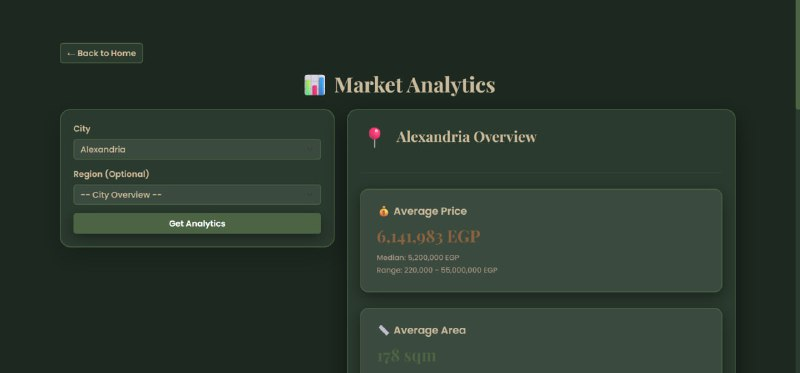 ← Back to Home
Market Analytics
City
Alexandria
Region (Optional)
-- City Overview --
Get Analytics
Alexandria Overview
Average Price
6,141,983 EGP
Median: 5,200,000 EGP
Range: 220,000 - 55,000,000 EGP
Average Area
178 sqm